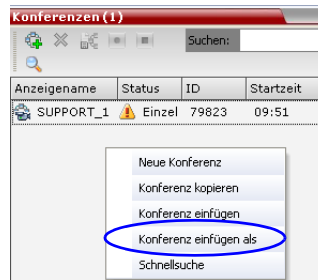 Konferenzen (1)
Suchen:
Anzeigename Status ID Startzeit
SUPPORT_1 Einzel 79823 09:51
Neue Konferenz
Konferenz kopieren
Konferenz einfügen
Konferenz einfügen als
Schnellsuche